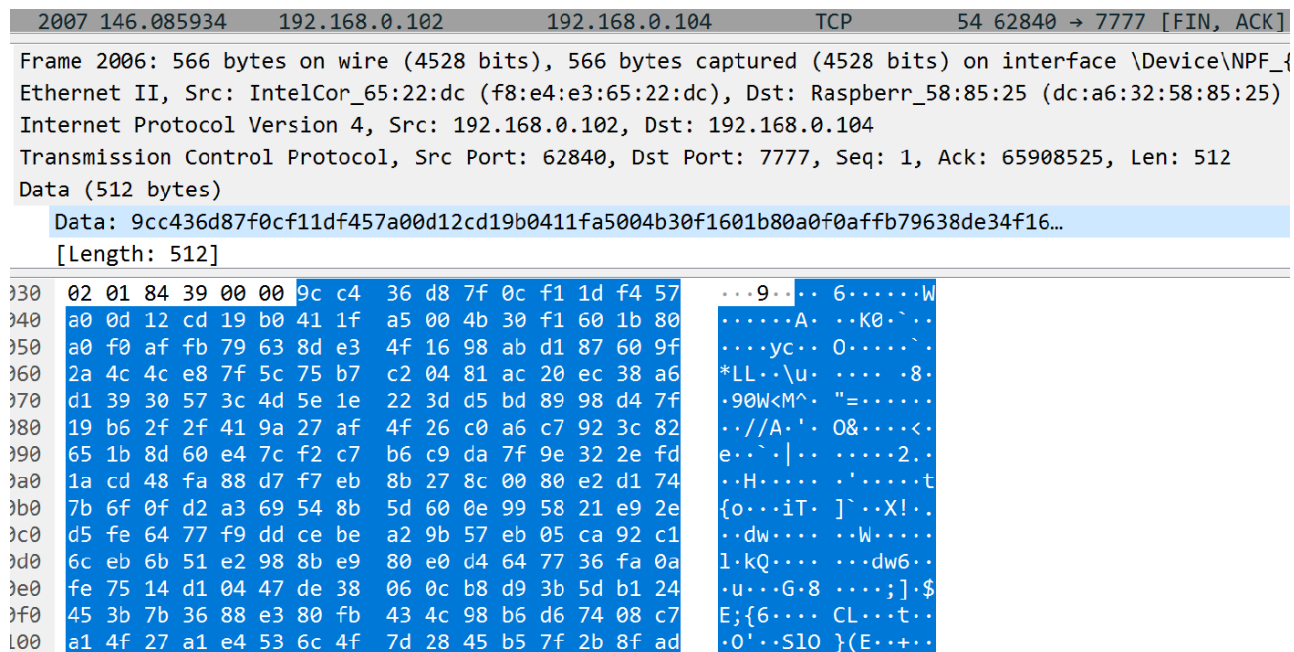 2007 146.085934 192.168.0.102 192.168.0.104 TCP 54 62840 → 7777 [FIN, ACK]
Frame 2006: 566 bytes on wire (4528 bits), 566 bytes captured (4528 bits) on interface \Device\NPF_{
Ethernet II, Src: IntelCor_65:22:dc (f8:e4:e3:65:22:dc), Dst: Raspberr_58:85:25 (dc:a6:32:58:85:25)
Internet Protocol Version 4, Src: 192.168.0.102, Dst: 192.168.0.104
Transmission Control Protocol, Src Port: 62840, Dst Port: 7777, Seq: 1, Ack: 65908525, Len: 512
Data (512 bytes)
Data: 9cc436d87f0cf11df457a00d12cd19b0411fa5004b30f1601b80a0f0affb79638de34f16…
[Length: 512]
030 02 01 84 39 00 00 9c c4 36 d8 7f 0c f1 1d f4 57 ···9···· 6······W
040 a0 0d 12 cd 19 b0 41 1f a5 00 4b 30 f1 60 1b 80 ······A· ··K0·`··
050 a0 f0 af fb 79 63 8d e3 4f 16 98 ab d1 87 60 9f ····yc·· O·····`·
060 2a 4c 4c e8 7f 5c 75 b7 c2 04 81 ac 20 ec 38 a6 *LL··\u· ···· ·8·
070 d1 39 30 57 3c 4d 5e 1e 22 3d d5 bd 89 98 d4 7f ·90W<M^· "=······
080 19 b6 2f 2f 41 9a 27 af 4f 26 c0 a6 c7 92 3c 82 ··//A·'· O&····<·
090 65 1b 8d 60 e4 7c f2 c7 b6 c9 da 7f 9e 32 2e fd e··`·|·· ·····2.·
0a0 1a cd 48 fa 88 d7 f7 eb 8b 27 8c 00 80 e2 d1 74 ··H····· ·'·····t
0b0 7b 6f 0f d2 a3 69 54 8b 5d 60 0e 99 58 21 e9 2e {o···iT· ]`··X!·.
0c0 d5 fe 64 77 f9 dd ce be a2 9b 57 eb 05 ca 92 c1 ··dw···· ··W·····
0d0 6c eb 6b 51 e2 98 8b e9 80 e0 d4 64 77 36 fa 0a l·kQ···· ···dw6··
0e0 fe 75 14 d1 04 47 de 38 06 0c b8 d9 3b 5d b1 24 ·u···G·8 ····;]·$
0f0 45 3b 7b 36 88 e3 80 fb 43 4c 98 b6 d6 74 08 c7 E;{6···· CL···t··
100 a1 4f 27 a1 e4 53 6c 4f 7d 28 45 b5 7f 2b 8f ad ·O'··SlO }(E··+··